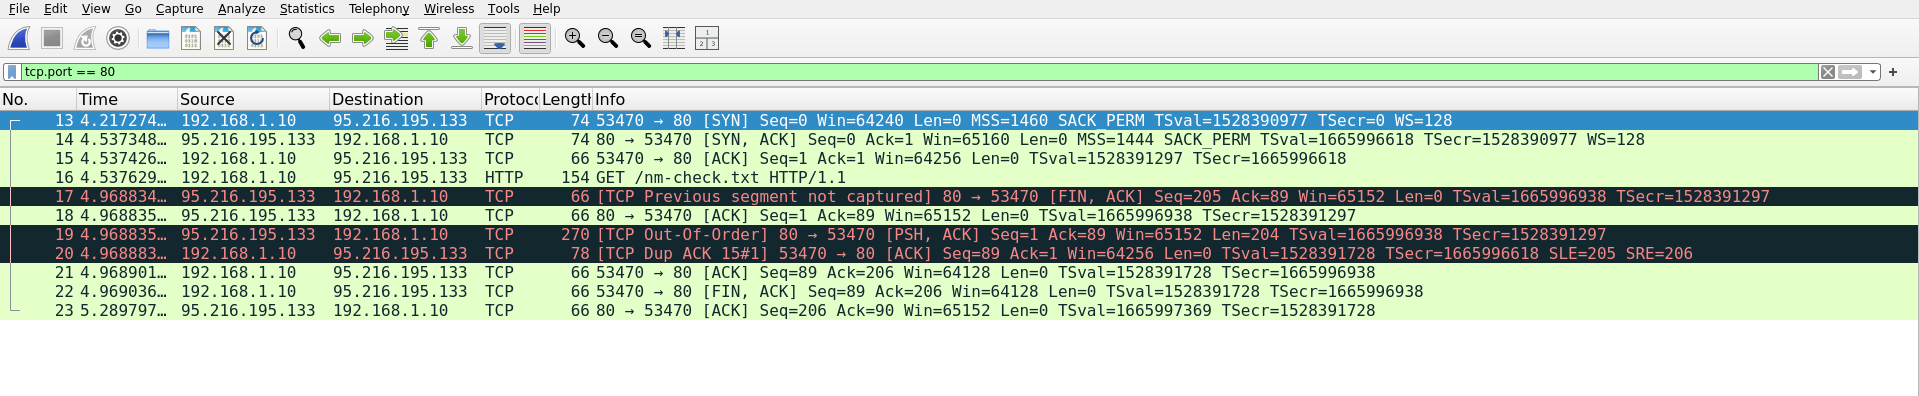 File Edit View Go Capture Analyze Statistics Telephony Wireless Tools Help
tcp.port == 80
No. Time Source Destination Protoc Length Info
13 4.217274… 192.168.1.10 95.216.195.133 TCP 74 53470 → 80 [SYN] Seq=0 Win=64240 Len=0 MSS=1460 SACK_PERM TSval=1528390977 TSecr=0 WS=128
14 4.537348… 95.216.195.133 192.168.1.10 TCP 74 80 → 53470 [SYN, ACK] Seq=0 Ack=1 Win=65160 Len=0 MSS=1444 SACK_PERM TSval=1665996618 TSecr=1528390977 WS=128
15 4.537426… 192.168.1.10 95.216.195.133 TCP 66 53470 → 80 [ACK] Seq=1 Ack=1 Win=64256 Len=0 TSval=1528391297 TSecr=1665996618
16 4.537629… 192.168.1.10 95.216.195.133 HTTP 154 GET /nm-check.txt HTTP/1.1
17 4.968834… 95.216.195.133 192.168.1.10 TCP 66 [TCP Previous segment not captured] 80 → 53470 [FIN, ACK] Seq=205 Ack=89 Win=65152 Len=0 TSval=1665996938 TSecr=1528391297
18 4.968835… 95.216.195.133 192.168.1.10 TCP 66 80 → 53470 [ACK] Seq=1 Ack=89 Win=65152 Len=0 TSval=1665996938 TSecr=1528391297
19 4.968835… 95.216.195.133 192.168.1.10 TCP 270 [TCP Out-Of-Order] 80 → 53470 [PSH, ACK] Seq=1 Ack=89 Win=65152 Len=204 TSval=1665996938 TSecr=1528391297
20 4.968883… 192.168.1.10 95.216.195.133 TCP 78 [TCP Dup ACK 15#1] 53470 → 80 [ACK] Seq=89 Ack=1 Win=64256 Len=0 TSval=1528391728 TSecr=1665996618 SLE=205 SRE=206
21 4.968901… 192.168.1.10 95.216.195.133 TCP 66 53470 → 80 [ACK] Seq=89 Ack=206 Win=64128 Len=0 TSval=1528391728 TSecr=1665996938
22 4.969036… 192.168.1.10 95.216.195.133 TCP 66 53470 → 80 [FIN, ACK] Seq=89 Ack=206 Win=64128 Len=0 TSval=1528391728 TSecr=1665996938
23 5.289797… 95.216.195.133 192.168.1.10 TCP 66 80 → 53470 [ACK] Seq=206 Ack=90 Win=65152 Len=0 TSval=1665997369 TSecr=1528391728